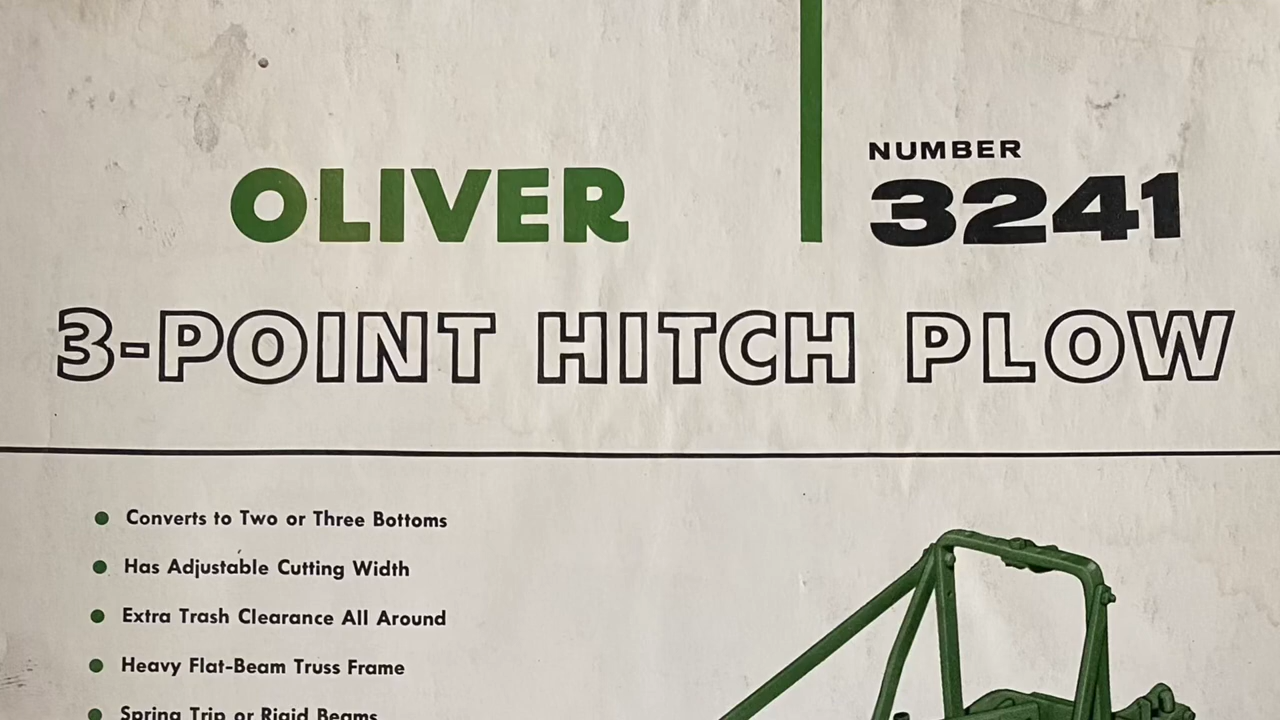 OLIVER
NUMBER
3241
3-POINT HITCH PLOW
Converts to Two or Three Bottoms
Has Adjustable Cutting Width
Extra Trash Clearance All Around
Heavy Flat-Beam Truss Frame
Spring Trip or Rigid Beams